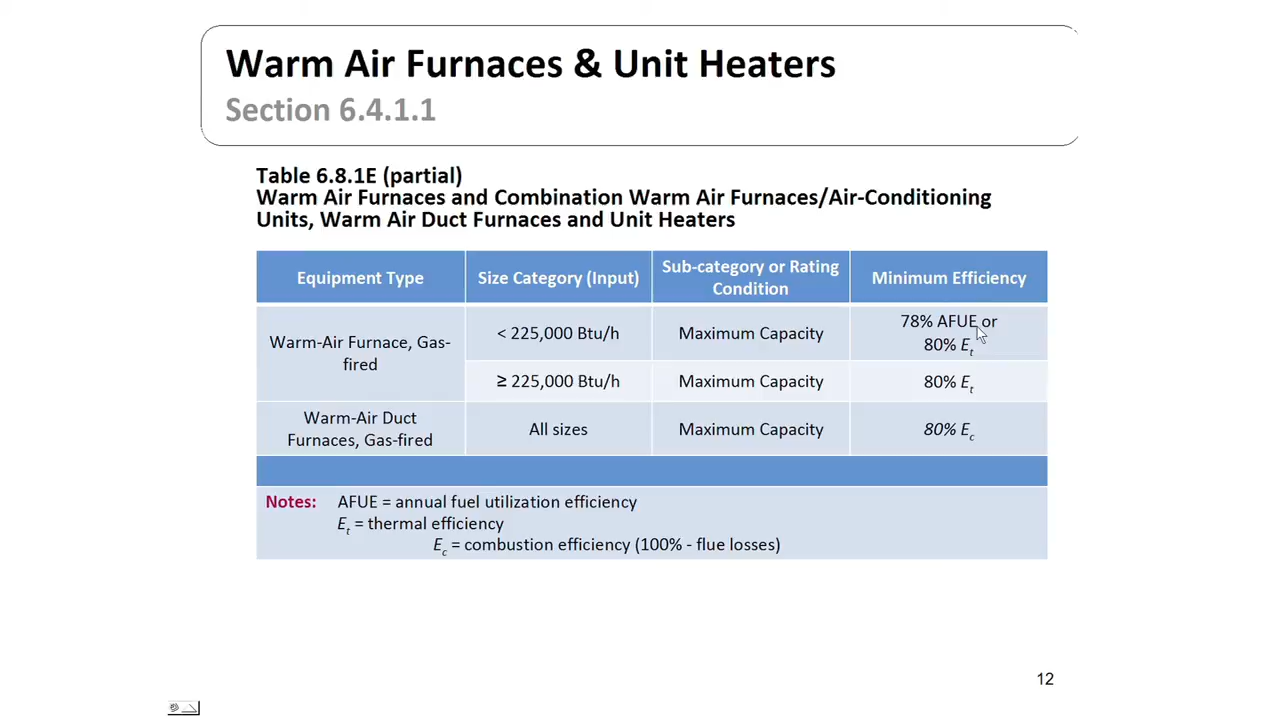 Warm Air Furnaces & Unit Heaters
Section 6.4.1.1
Table 6.8.1E (partial)
Warm Air Furnaces and Combination Warm Air Furnaces/Air-Conditioning
Units, Warm Air Duct Furnaces and Unit Heaters
Equipment Type
Size Category (Input)
Sub-category or Rating
Condition
Minimum Efficiency
Warm-Air Furnace, Gas-
fired
< 225,000 Btu/h
Maximum Capacity
78% AFUE or
80% Et
≥ 225,000 Btu/h
Maximum Capacity
80% Et
Warm-Air Duct
Furnaces, Gas-fired
All sizes
Maximum Capacity
80% Ec
Notes: AFUE = annual fuel utilization efficiency
Et = thermal efficiency
Ec = combustion efficiency (100% - flue losses)
12